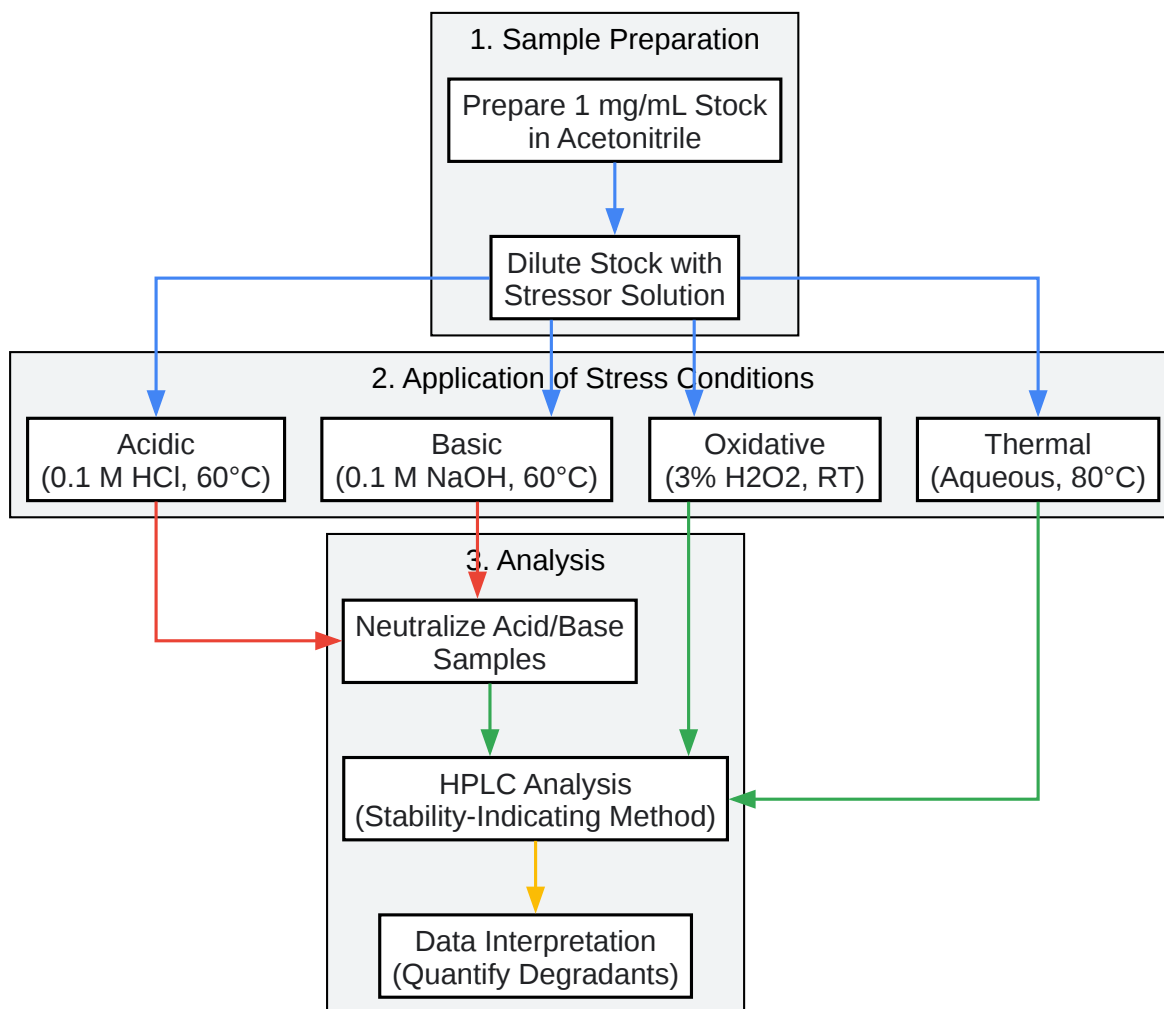 1. Sample Preparation
Prepare 1 mg/mL Stock
in Acetonitrile
Dilute Stock with
Stressor Solution
2. Application of Stress Conditions
Acidic
(0.1 M HCl, 60°C)
Basic
(0.1 M NaOH, 60°C)
Oxidative
(3% H2O2, RT)
Thermal
(Aqueous, 80°C)
3. Analysis
Neutralize Acid/Base
Samples
HPLC Analysis
(Stability-Indicating Method)
Data Interpretation
(Quantify Degradants)